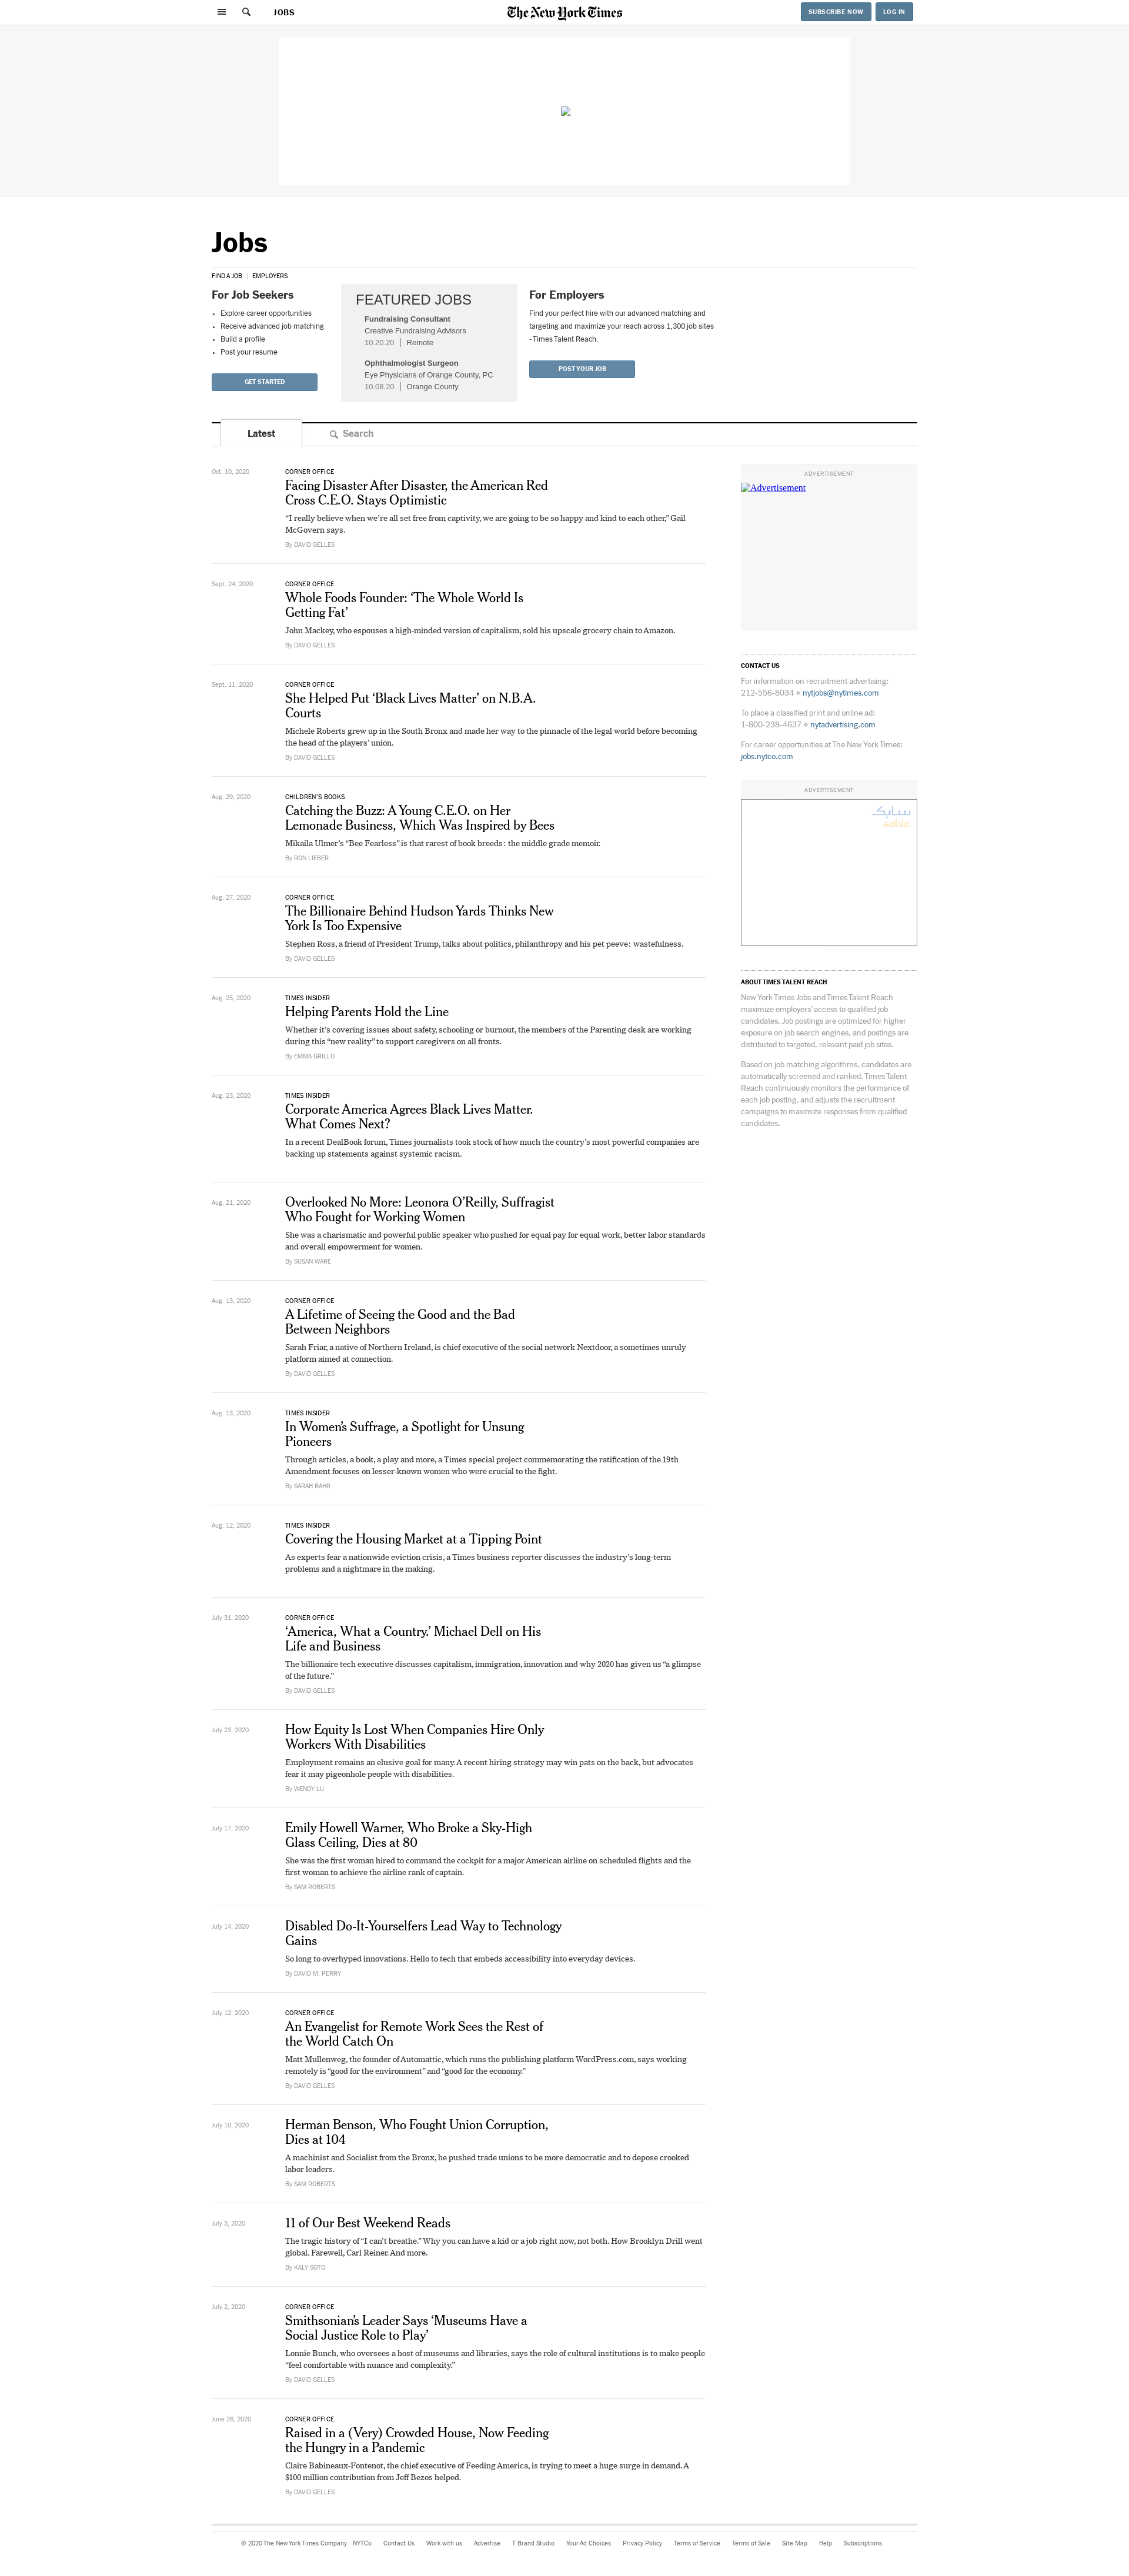 JOBS
The New York Times
SUBSCRIBE NOW
LOG IN
Jobs
FIND A JOB | EMPLOYERS
For Job Seekers
• Explore career opportunities
• Receive advanced job matching
• Build a profile
• Post your resume
GET STARTED
FEATURED JOBS
Fundraising Consultant
Creative Fundraising Advisors
10.20.20 | Remote
Ophthalmologist Surgeon
Eye Physicians of Orange County, PC
10.08.20 | Orange County
For Employers
Find your perfect hire with our advanced matching and
targeting and maximize your reach across 1,300 job sites
- Times Talent Reach.
POST YOUR JOB
Latest
Search
Oct. 10, 2020
CORNER OFFICE
Facing Disaster After Disaster, the American Red
Cross C.E.O. Stays Optimistic
“I really believe when we’re all set free from captivity, we are going to be so happy and kind to each other,” Gail
McGovern says.
By DAVID GELLES
Sept. 24, 2020
CORNER OFFICE
Whole Foods Founder: ‘The Whole World Is
Getting Fat’
John Mackey, who espouses a high-minded version of capitalism, sold his upscale grocery chain to Amazon.
By DAVID GELLES
Sept. 11, 2020
CORNER OFFICE
She Helped Put ‘Black Lives Matter’ on N.B.A.
Courts
Michele Roberts grew up in the South Bronx and made her way to the pinnacle of the legal world before becoming
the head of the players’ union.
By DAVID GELLES
Aug. 29, 2020
CHILDREN’S BOOKS
Catching the Buzz: A Young C.E.O. on Her
Lemonade Business, Which Was Inspired by Bees
Mikaila Ulmer’s “Bee Fearless” is that rarest of book breeds: the middle grade memoir.
By RON LIEBER
Aug. 27, 2020
CORNER OFFICE
The Billionaire Behind Hudson Yards Thinks New
York Is Too Expensive
Stephen Ross, a friend of President Trump, talks about politics, philanthropy and his pet peeve: wastefulness.
By DAVID GELLES
Aug. 25, 2020
TIMES INSIDER
Helping Parents Hold the Line
Whether it’s covering issues about safety, schooling or burnout, the members of the Parenting desk are working
during this “new reality” to support caregivers on all fronts.
By EMMA GRILLO
Aug. 23, 2020
TIMES INSIDER
Corporate America Agrees Black Lives Matter.
What Comes Next?
In a recent DealBook forum, Times journalists took stock of how much the country’s most powerful companies are
backing up statements against systemic racism.
Aug. 21, 2020
Overlooked No More: Leonora O’Reilly, Suffragist
Who Fought for Working Women
She was a charismatic and powerful public speaker who pushed for equal pay for equal work, better labor standards
and overall empowerment for women.
By SUSAN WARE
Aug. 13, 2020
CORNER OFFICE
A Lifetime of Seeing the Good and the Bad
Between Neighbors
Sarah Friar, a native of Northern Ireland, is chief executive of the social network Nextdoor, a sometimes unruly
platform aimed at connection.
By DAVID GELLES
Aug. 13, 2020
TIMES INSIDER
In Women’s Suffrage, a Spotlight for Unsung
Pioneers
Through articles, a book, a play and more, a Times special project commemorating the ratification of the 19th
Amendment focuses on lesser-known women who were crucial to the fight.
By SARAH BAHR
Aug. 12, 2020
TIMES INSIDER
Covering the Housing Market at a Tipping Point
As experts fear a nationwide eviction crisis, a Times business reporter discusses the industry’s long-term
problems and a nightmare in the making.
July 31, 2020
CORNER OFFICE
‘America, What a Country.’ Michael Dell on His
Life and Business
The billionaire tech executive discusses capitalism, immigration, innovation and why 2020 has given us “a glimpse
of the future.”
By DAVID GELLES
July 23, 2020
How Equity Is Lost When Companies Hire Only
Workers With Disabilities
Employment remains an elusive goal for many. A recent hiring strategy may win pats on the back, but advocates
fear it may pigeonhole people with disabilities.
By WENDY LU
July 17, 2020
Emily Howell Warner, Who Broke a Sky-High
Glass Ceiling, Dies at 80
She was the first woman hired to command the cockpit for a major American airline on scheduled flights and the
first woman to achieve the airline rank of captain.
By SAM ROBERTS
July 14, 2020
Disabled Do-It-Yourselfers Lead Way to Technology
Gains
So long to overhyped innovations. Hello to tech that embeds accessibility into everyday devices.
By DAVID M. PERRY
July 12, 2020
CORNER OFFICE
An Evangelist for Remote Work Sees the Rest of
the World Catch On
Matt Mullenweg, the founder of Automattic, which runs the publishing platform WordPress.com, says working
remotely is “good for the environment” and “good for the economy.”
By DAVID GELLES
July 10, 2020
Herman Benson, Who Fought Union Corruption,
Dies at 104
A machinist and Socialist from the Bronx, he pushed trade unions to be more democratic and to depose crooked
labor leaders.
By SAM ROBERTS
July 3, 2020
11 of Our Best Weekend Reads
The tragic history of “I can’t breathe.” Why you can have a kid or a job right now, not both. How Brooklyn Drill went
global. Farewell, Carl Reiner. And more.
By KALY SOTO
July 2, 2020
CORNER OFFICE
Smithsonian’s Leader Says ‘Museums Have a
Social Justice Role to Play’
Lonnie Bunch, who oversees a host of museums and libraries, says the role of cultural institutions is to make people
“feel comfortable with nuance and complexity.”
By DAVID GELLES
June 26, 2020
CORNER OFFICE
Raised in a (Very) Crowded House, Now Feeding
the Hungry in a Pandemic
Claire Babineaux-Fontenot, the chief executive of Feeding America, is trying to meet a huge surge in demand. A
$100 million contribution from Jeff Bezos helped.
By DAVID GELLES
ADVERTISEMENT
Advertisement
CONTACT US
For information on recruitment advertising:
212-556-8034 ⋄ nytjobs@nytimes.com
To place a classified print and online ad:
1-800-238-4637 ⋄ nytadvertising.com
For career opportunities at The New York Times:
jobs.nytco.com
ADVERTISEMENT
سابك
sabic
ABOUT TIMES TALENT REACH
New York Times Jobs and Times Talent Reach
maximize employers’ access to qualified job
candidates. Job postings are optimized for higher
exposure on job search engines, and postings are
distributed to targeted, relevant paid job sites.
Based on job matching algorithms, candidates are
automatically screened and ranked. Times Talent
Reach continuously monitors the performance of
each job posting, and adjusts the recruitment
campaigns to maximize responses from qualified
candidates.
© 2020 The New York Times Company NYTCo Contact Us Work with us Advertise T Brand Studio Your Ad Choices Privacy Policy Terms of Service Terms of Sale Site Map Help Subscriptions